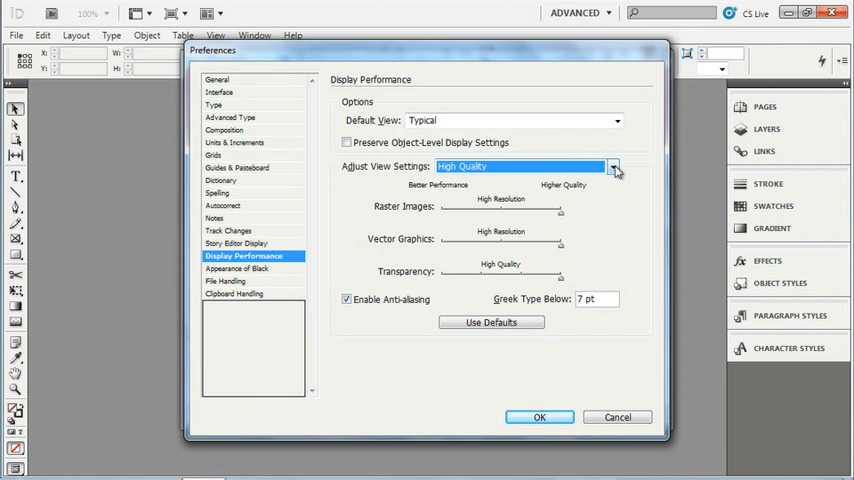 ID 100% ADVANCED CS Live
File Edit Layout Type Object Table View Window Help
X: W:
Y: H:
Preferences
General
Interface
Type
Advanced Type
Composition
Units & Increments
Grids
Guides & Pasteboard
Dictionary
Spelling
Autocorrect
Notes
Track Changes
Story Editor Display
Display Performance
Appearance of Black
File Handling
Clipboard Handling
Display Performance
Options
Default View: Typical
Preserve Object-Level Display Settings
Adjust View Settings: High Quality
Better Performance Higher Quality
High Resolution
Raster Images:
High Resolution
Vector Graphics:
High Quality
Transparency:
Enable Anti-aliasing Greek Type Below: 7 pt
Use Defaults
OK Cancel
PAGES
LAYERS
LINKS
STROKE
SWATCHES
GRADIENT
EFFECTS
OBJECT STYLES
PARAGRAPH STYLES
CHARACTER STYLES